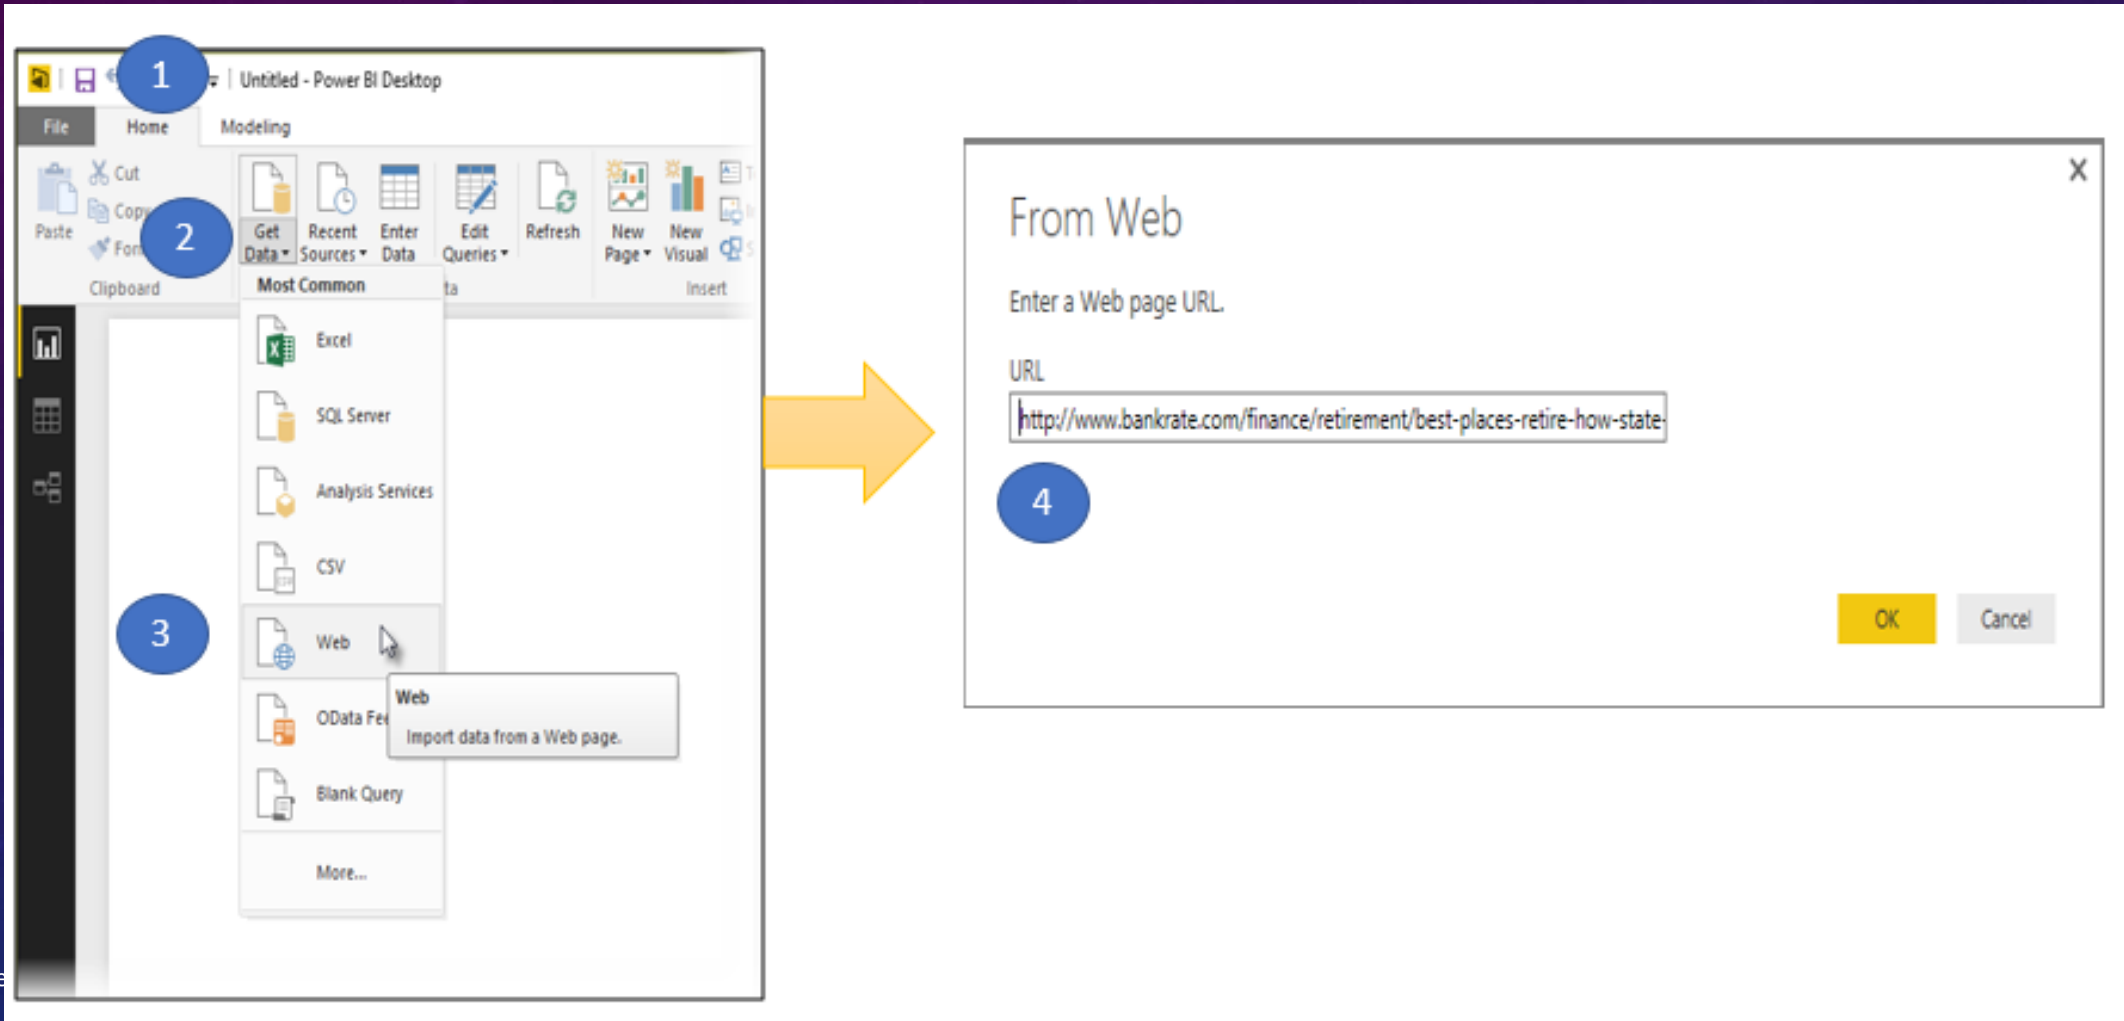 1
Untitled - Power BI Desktop
File
Home
Modeling
Paste
Cut
Copy
Clipboard
2
Get
Data
Recent
Sources
Enter
Data
Edit
Queries
Refresh
New
Page
New
Visual
Insert
Most Common
Excel
SQL Server
Analysis Services
CSV
3
Web
OData
Web
Import data from a Web page.
Blank Query
More...
X
From Web
Enter a Web page URL.
URL
http://www.bankrate.com/finance/retirement/best-places-retire-how-state-
4
OK
Cancel